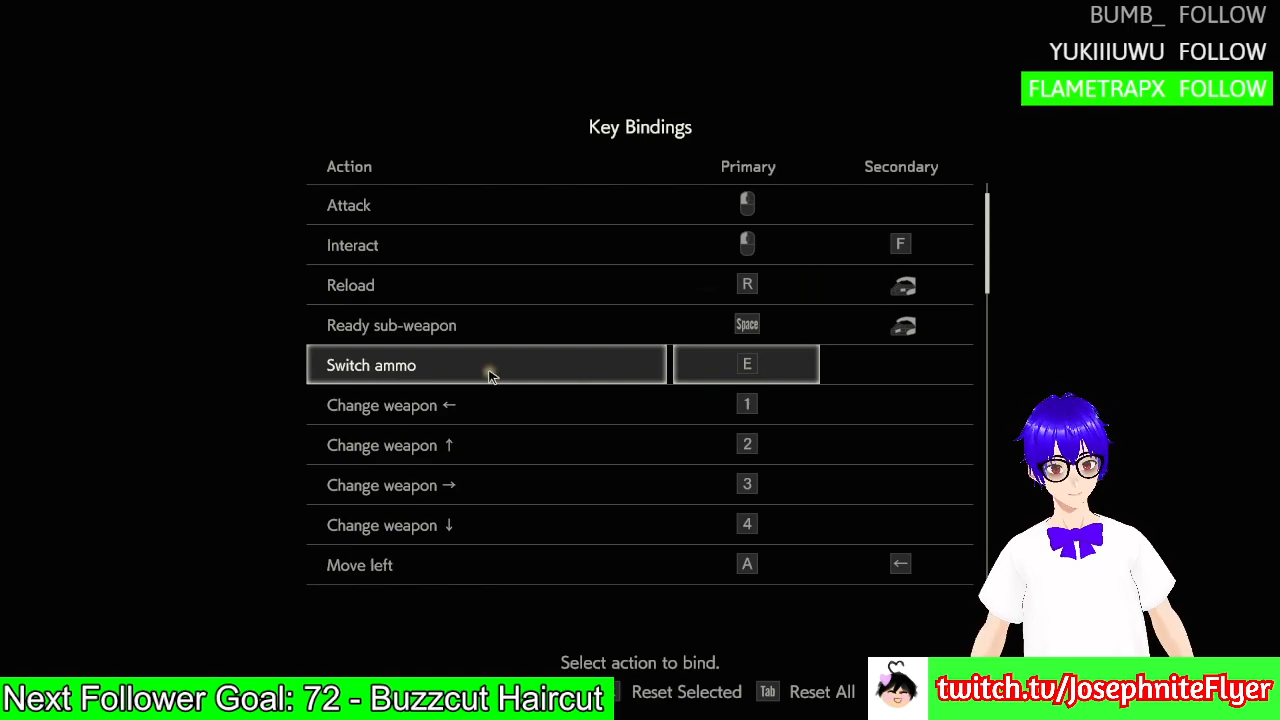 BUMB_ FOLLOW
YUKIIIUWU FOLLOW
FLAMETRAPX FOLLOW
Key Bindings
Action Primary Secondary
Attack
Interact F
Reload R
Ready sub-weapon Space
Switch ammo E
Change weapon ← 1
Change weapon ↑ 2
Change weapon → 3
Change weapon ↓ 4
Move left A ←
Select action to bind.
Reset Selected Tab Reset All
Next Follower Goal: 72 - Buzzcut Haircut
twitch.tv/JosephniteFlyer